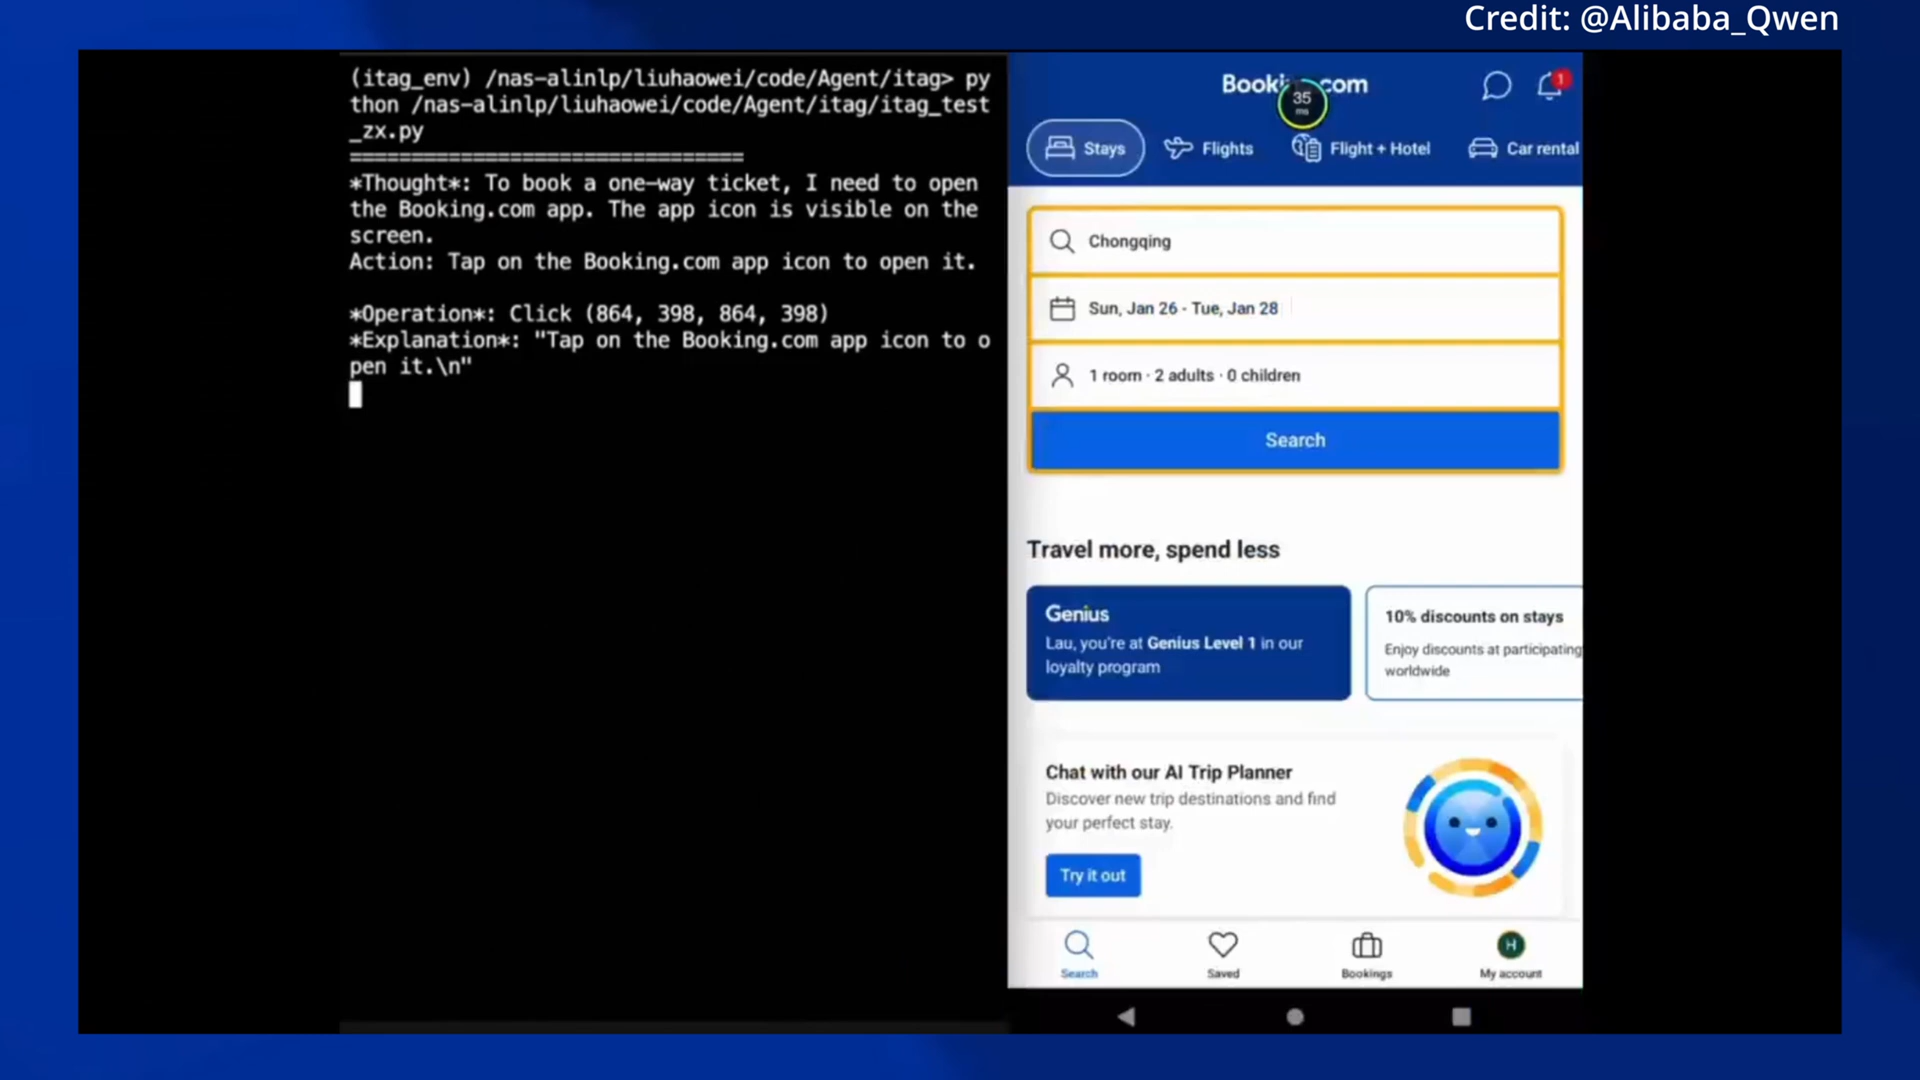 Credit: @Alibaba_Qwen
(itag_env) /nas-alinlp/liuhaowei/code/Agent/itag> py
thon /nas-alinlp/liuhaowei/code/Agent/itag/itag_test
_zx.py
================================
*Thought*: To book a one-way ticket, I need to open
the Booking.com app. The app icon is visible on the
screen.
Action: Tap on the Booking.com app icon to open it.
*Operation*: Click (864, 398, 864, 398)
*Explanation*: "Tap on the Booking.com app icon to o
pen it.\n"
Booking.com
35
ms
1
Stays
Flights
Flight + Hotel
Car rental
Chongqing
Sun, Jan 26 - Tue, Jan 28
1 room · 2 adults · 0 children
Search
Travel more, spend less
Genius
Lau, you're at Genius Level 1 in our
loyalty program
10% discounts on stays
Enjoy discounts at participating
worldwide
Chat with our AI Trip Planner
Discover new trip destinations and find
your perfect stay.
Try it out
Search
Saved
Bookings
H
My account